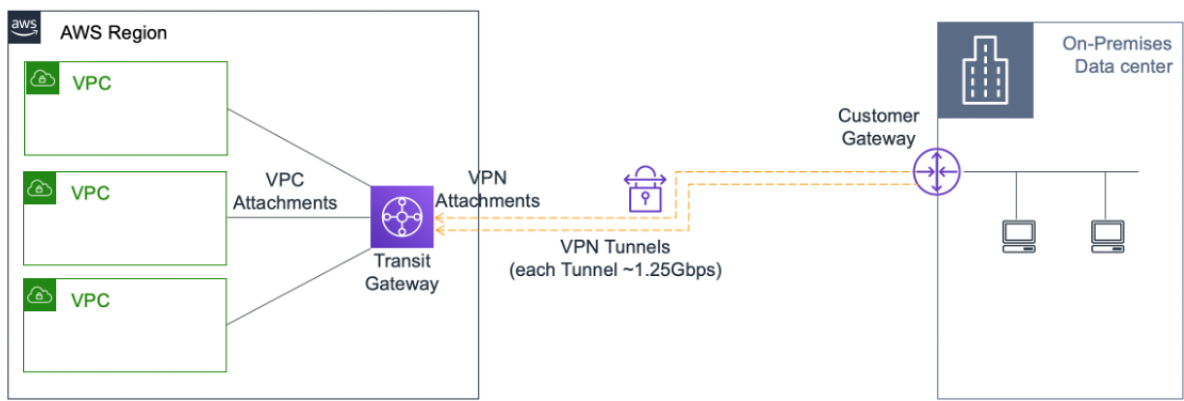 aws
AWS Region
VPC
VPC
VPC
VPC
Attachments
Transit
Gateway
VPN
Attachments
VPN Tunnels
(each Tunnel ~1.25Gbps)
Customer
Gateway
On-Premises
Data center